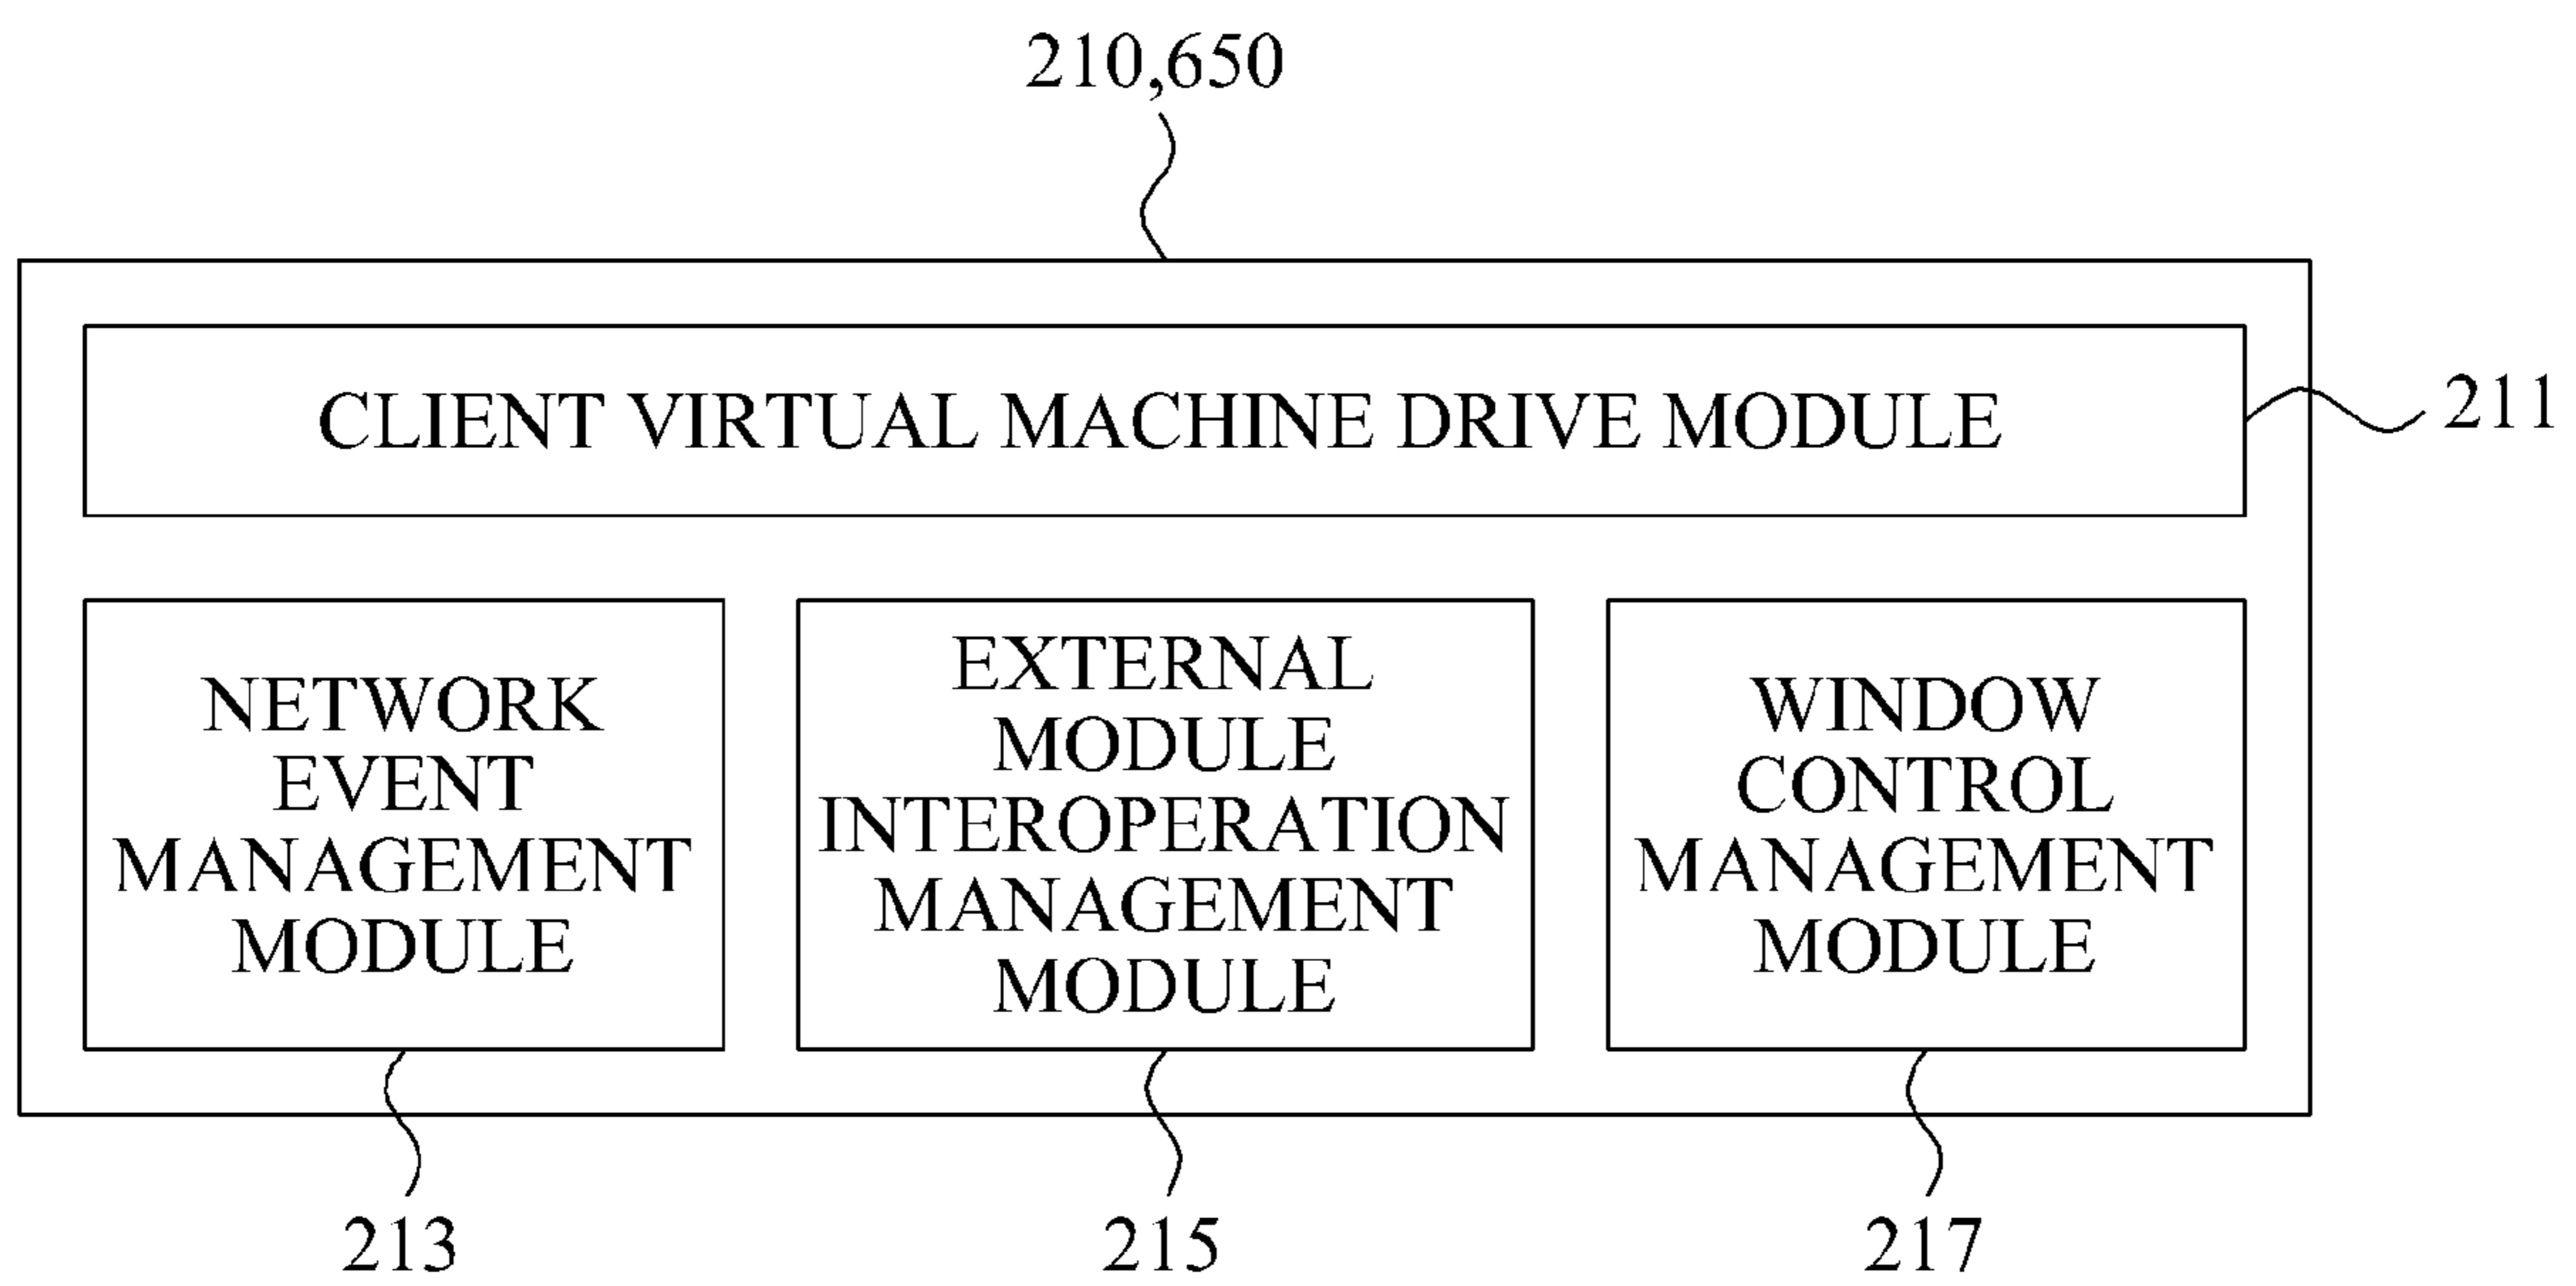 210,650
CLIENT VIRTUAL MACHINE DRIVE MODULE
211
NETWORK
EVENT
MANAGEMENT
MODULE
EXTERNAL
MODULE
INTEROPERATION
MANAGEMENT
MODULE
WINDOW
CONTROL
MANAGEMENT
MODULE
213
215
217